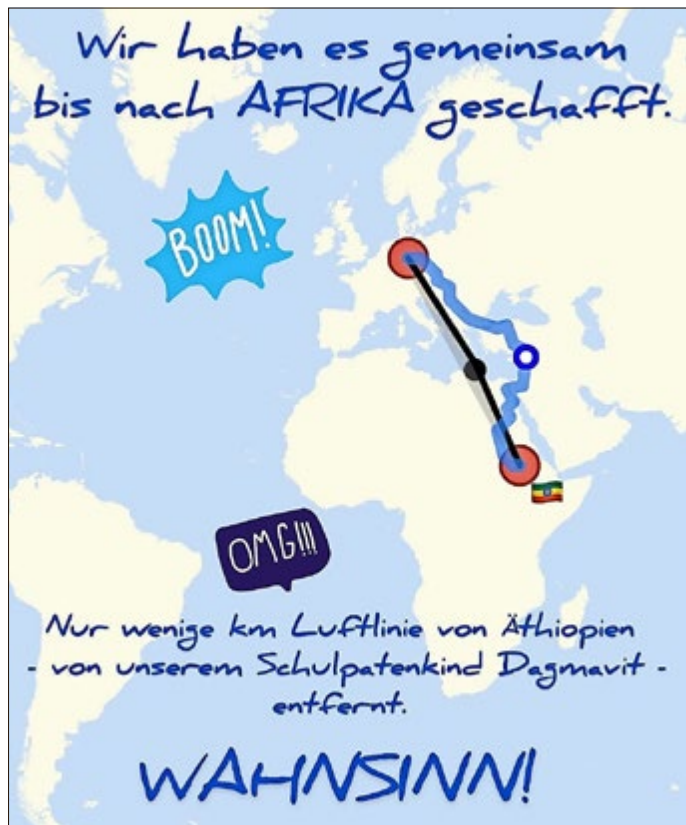 Wir haben es gemeinsam
bis nach AFRIKA geschafft.
BOOM!
OMG!!!
Nur wenige km Luftlinie von Äthiopien
- von unserem Schulpatenkind Dagmavit -
entfernt.
WAHNSINN!